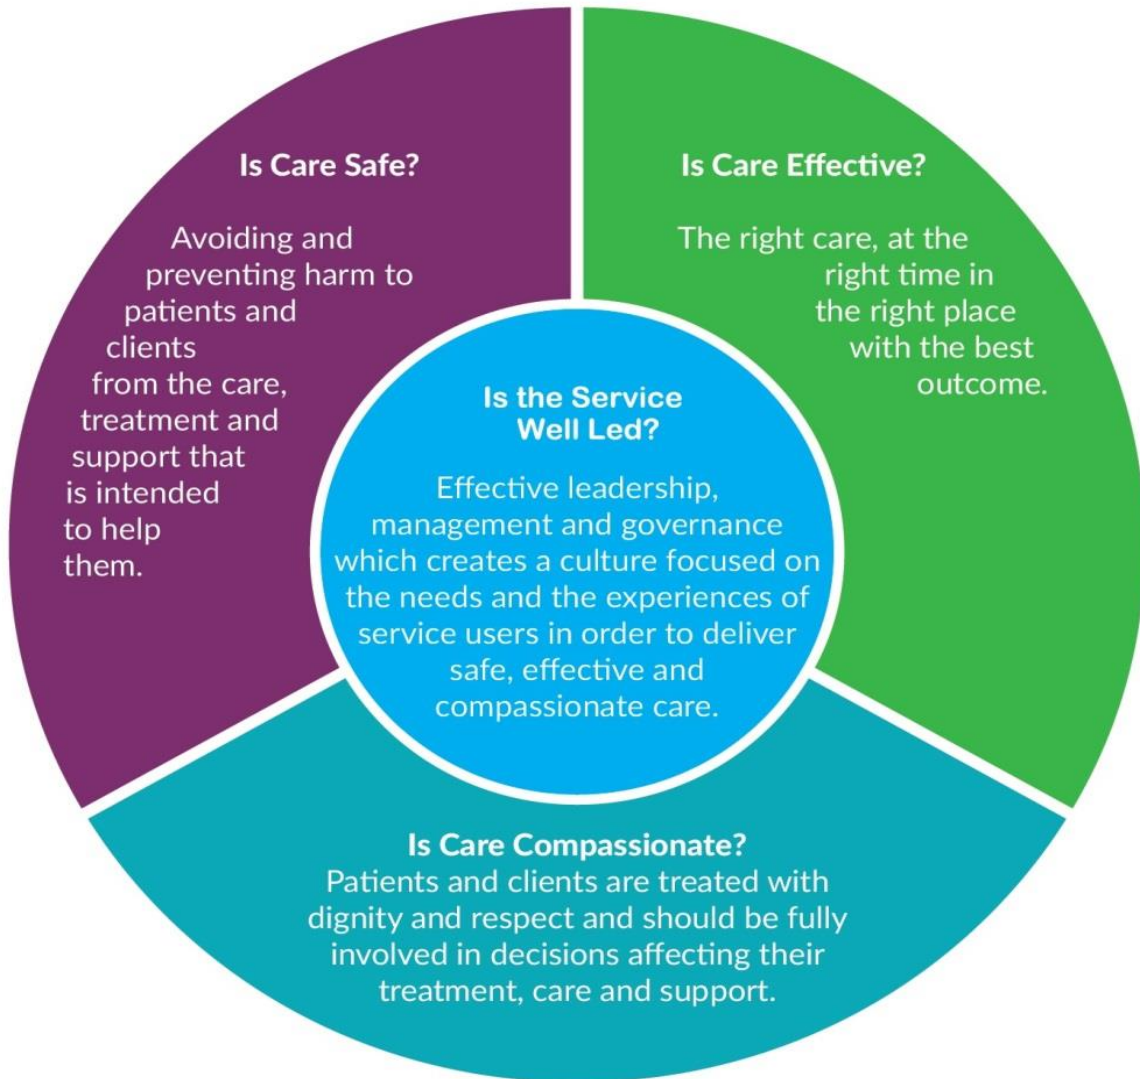 Is Care Safe?
Avoiding and
preventing harm to
patients and
clients
from the care,
treatment and
support that
is intended
to help
them.
Is Care Effective?
The right care, at the
right time in
the right place
with the best
outcome.
Is the Service
Well Led?
Effective leadership,
management and governance
which creates a culture focused on
the needs and the experiences of
service users in order to deliver
safe, effective and
compassionate care.
Is Care Compassionate?
Patients and clients are treated with
dignity and respect and should be fully
involved in decisions affecting their
treatment, care and support.